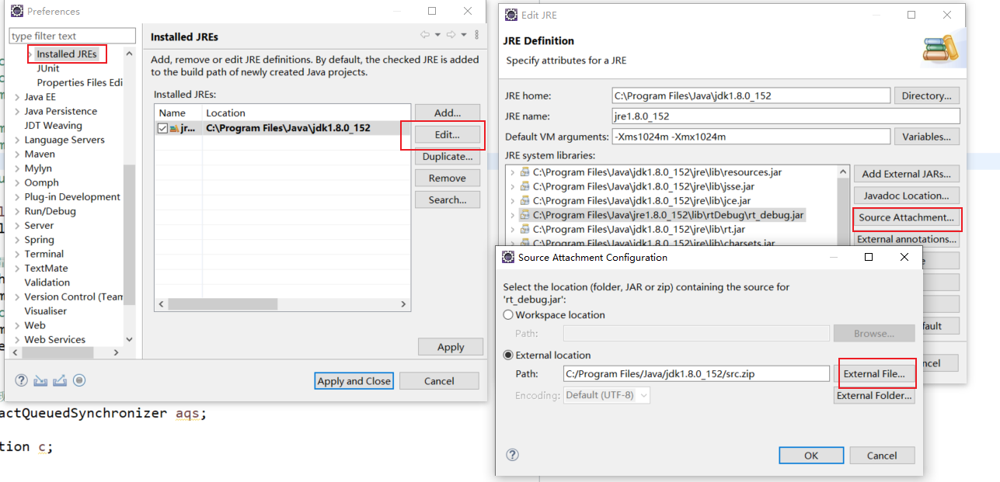 Preferences
type filter text
Installed JREs
JUnit
Properties Files Edi
Java EE
Java Persistence
JDT Weaving
Language Servers
Maven
Mylyn
Oomph
Plug-in Development
Run/Debug
Server
Spring
Terminal
TextMate
Validation
Version Control (Team
Visualiser
Web
Web Services
Installed JREs
Add, remove or edit JRE definitions. By default, the checked JRE is added
to the build path of newly created Java projects.
Installed JREs:
Name Location
jr... C:\Program Files\Java\jdk1.8.0_152
Add...
Edit...
Duplicate...
Remove
Search...
Apply
Apply and Close
Cancel
actQueuedSynchronizer aqs;
tion c;
Edit JRE
JRE Definition
Specify attributes for a JRE
JRE home: C:\Program Files\Java\jdk1.8.0_152 Directory...
JRE name: jre1.8.0_152
Default VM arguments: -Xms1024m -Xmx1024m Variables...
JRE system libraries:
C:\Program Files\Java\jdk1.8.0_152\jre\lib\resources.jar
C:\Program Files\Java\jdk1.8.0_152\jre\lib\jsse.jar
C:\Program Files\Java\jdk1.8.0_152\jre\lib\jce.jar
C:\Program Files\Java\jre1.8.0_152\lib\rtDebug\rt_debug.jar
C:\Program Files\Java\jdk1.8.0_152\jre\lib\rt.jar
C:\Program Files\Java\jdk1.8.0_152\jre\lib\charsets.jar
Add External JARs...
Javadoc Location...
Source Attachment...
External annotations...
fault
ncel
Source Attachment Configuration
Select the location (folder, JAR or zip) containing the source for
'rt_debug.jar':
Workspace location
Path: Browse...
External location
Path: C:/Program Files/Java/jdk1.8.0_152/src.zip External File...
Encoding: Default (UTF-8) External Folder...
OK
Cancel